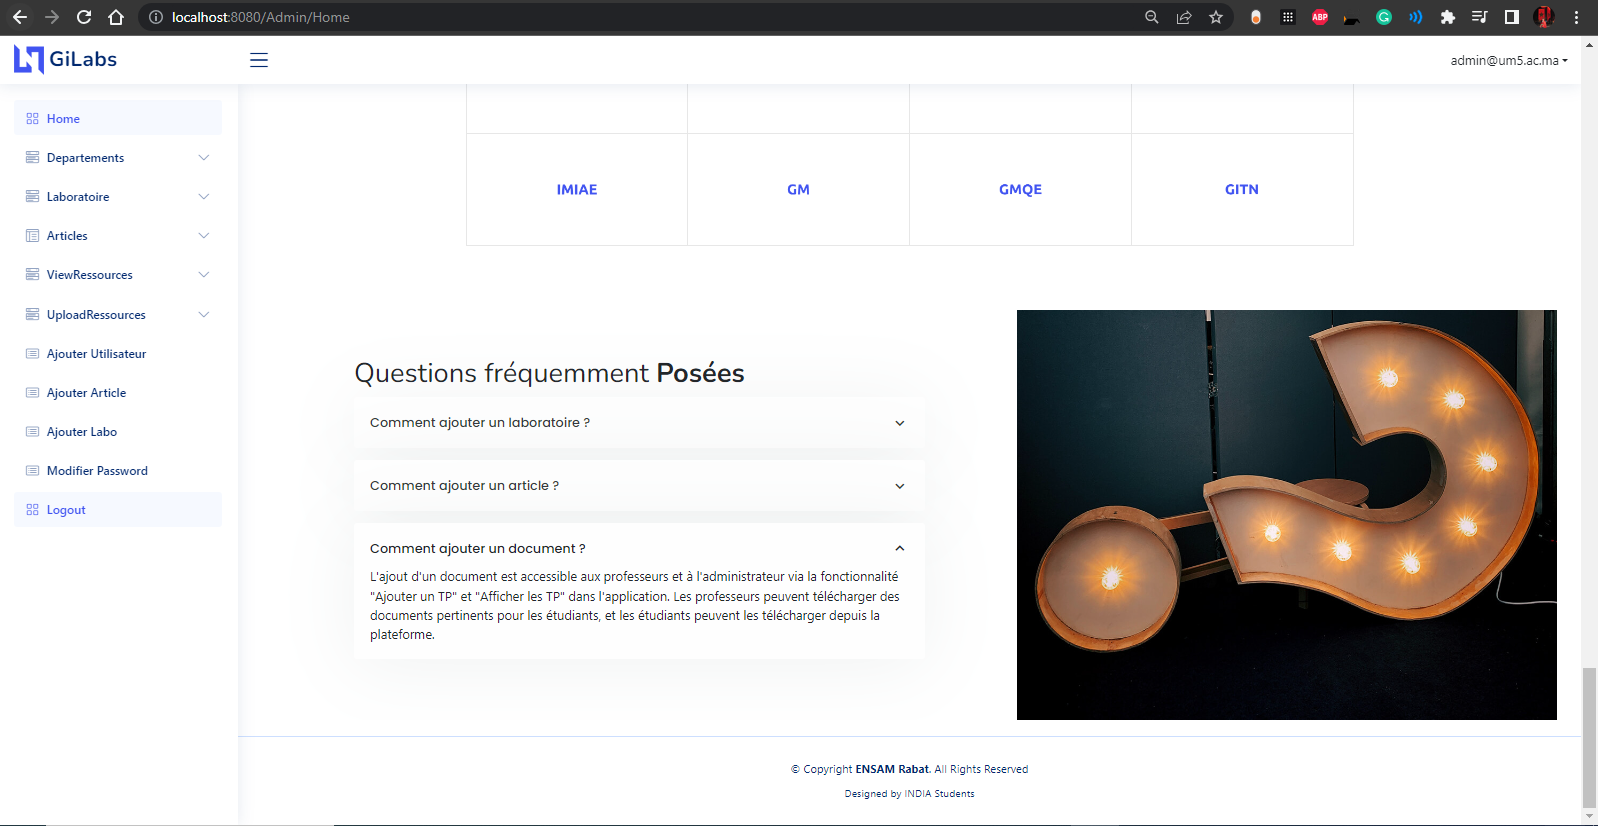 localhost:8080/Admin/Home
ABP
GiLabs
admin@um5.ac.ma
Home
Departements
Laboratoire
Articles
ViewRessources
UploadRessources
Ajouter Utilisateur
Ajouter Article
Ajouter Labo
Modifier Password
Logout
IMIAE GM GMQE GITN
Questions fréquemment Posées
Comment ajouter un laboratoire ?
Comment ajouter un article ?
Comment ajouter un document ?
L'ajout d'un document est accessible aux professeurs et à l'administrateur via la fonctionnalité
"Ajouter un TP" et "Afficher les TP" dans l'application. Les professeurs peuvent télécharger des
documents pertinents pour les étudiants, et les étudiants peuvent les télécharger depuis la
plateforme.
© Copyright ENSAM Rabat. All Rights Reserved
Designed by INDIA Students